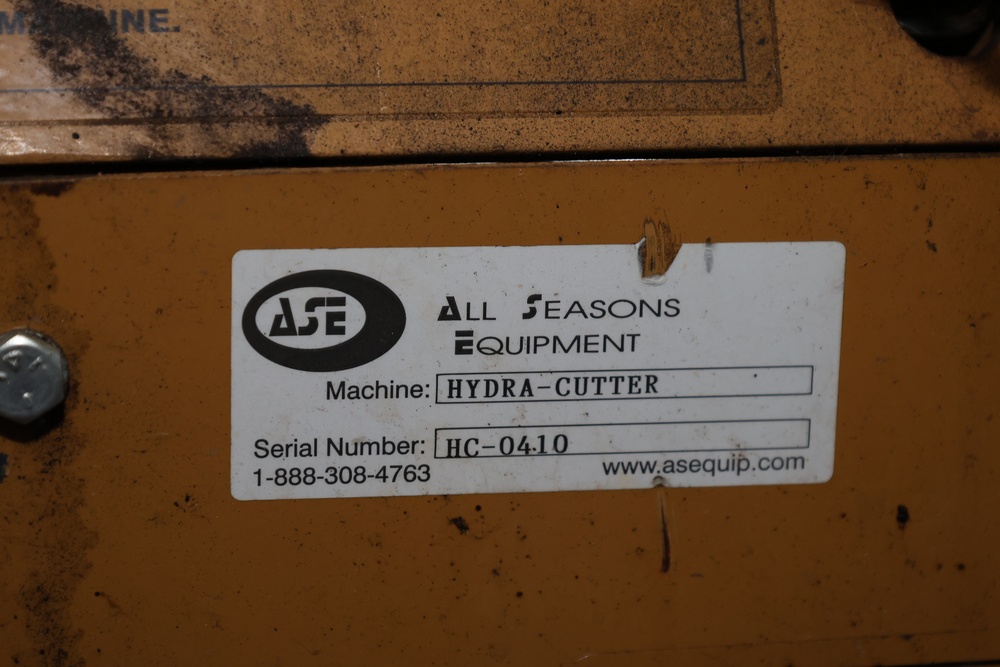 MACHINE.
ASE
ALL SEASONS
EQUIPMENT
Machine: HYDRA-CUTTER
Serial Number: HC-0410
1-888-308-4763
www.asequip.com